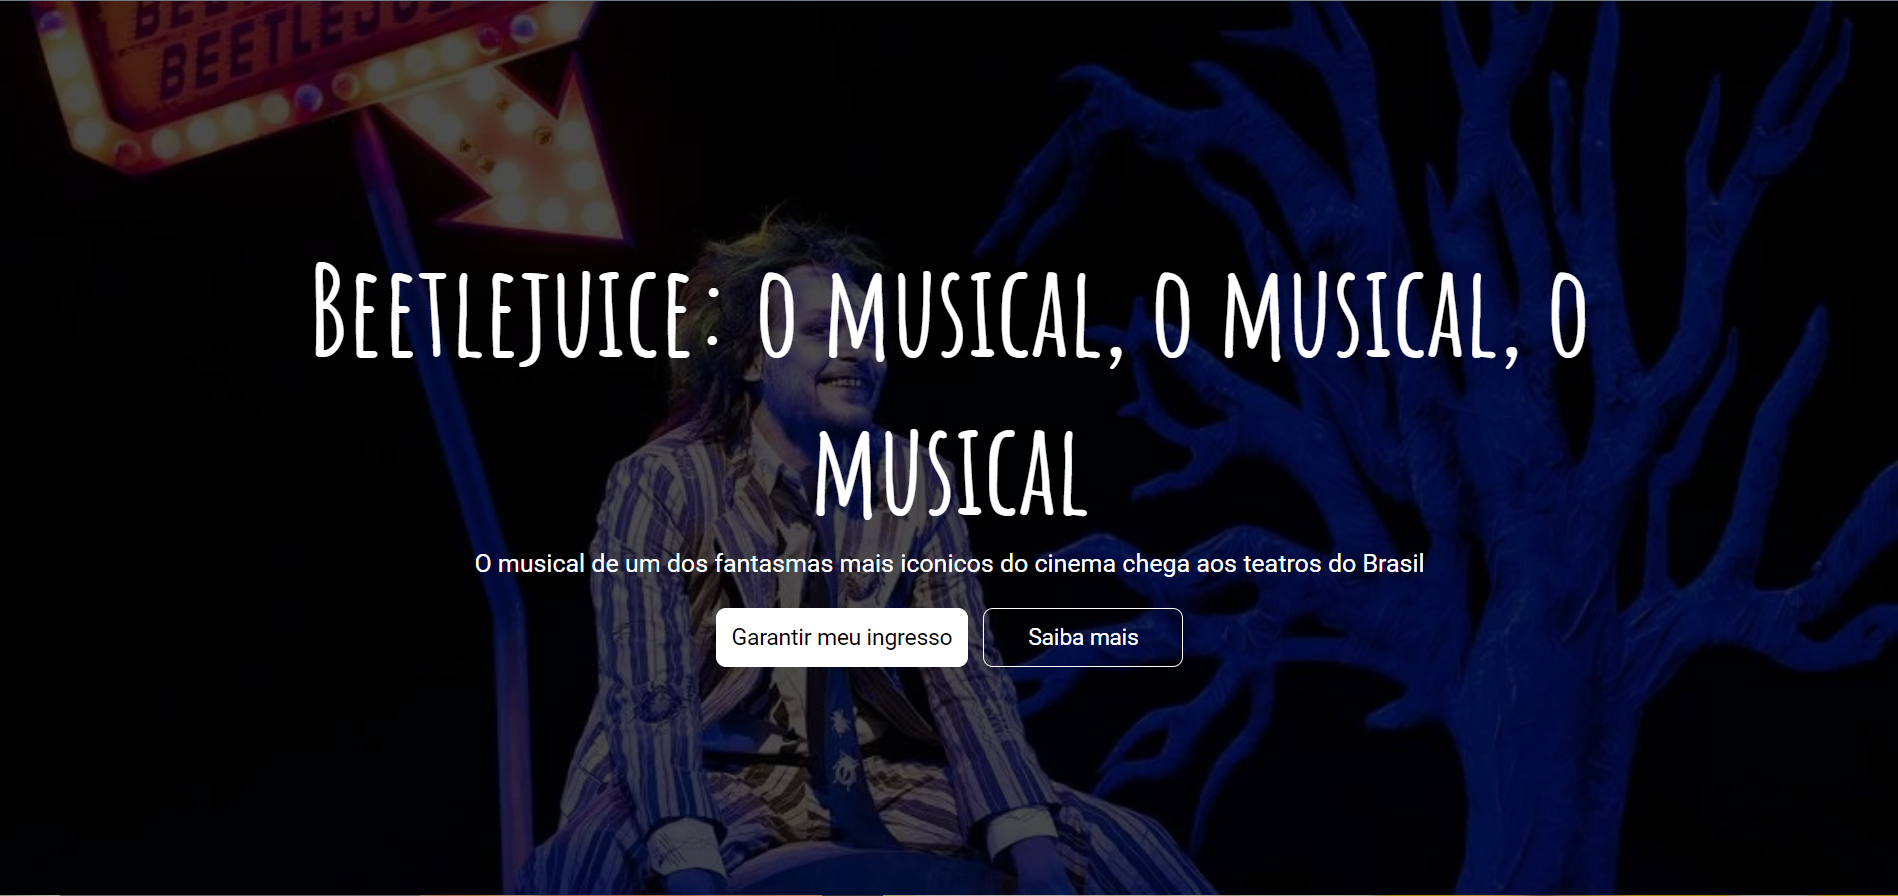 BEETLEJUICE
Beetlejuice: o musical, o musical, o
musical
O musical de um dos fantasmas mais iconicos do cinema chega aos teatros do Brasil
Garantir meu ingresso
Saiba mais